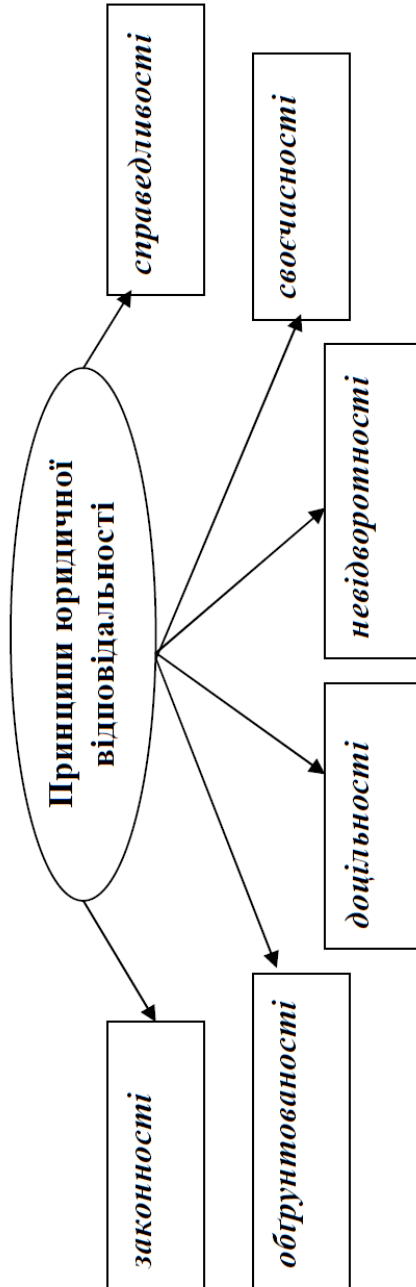 Принципи юридичної
відповідальності
законності
справедливості
обґрунтованості
своєчасності
доцільності
невідворотності